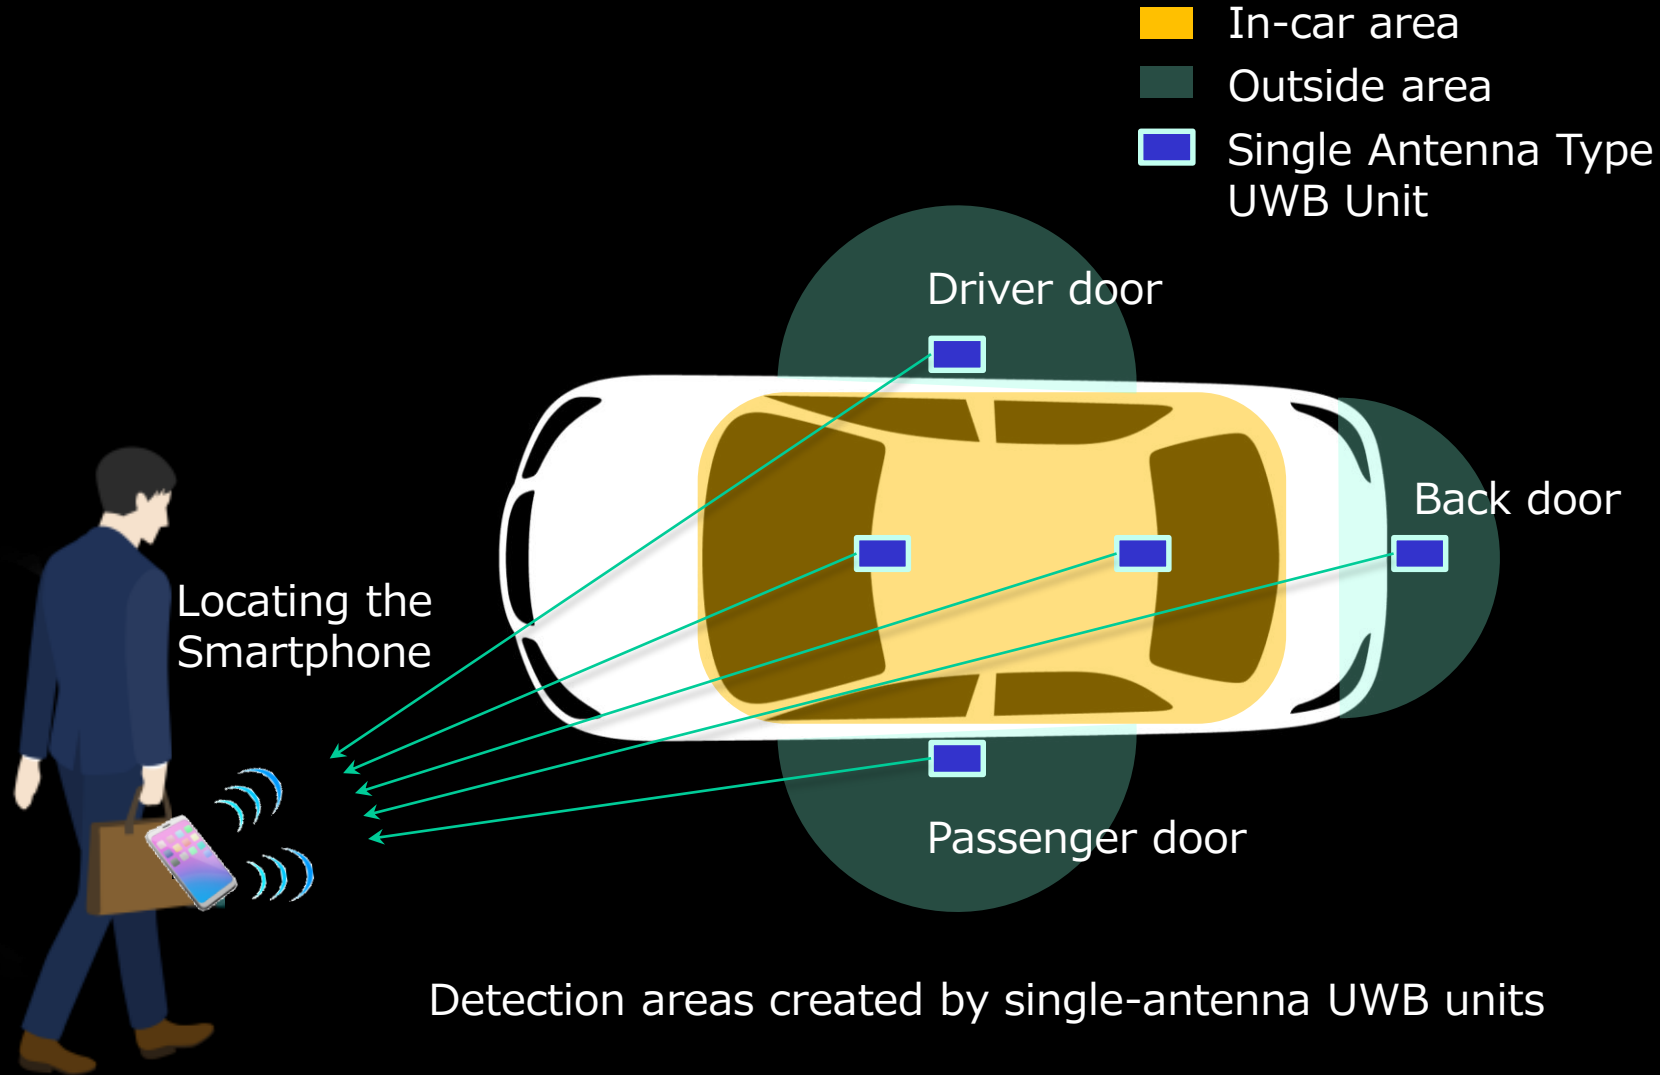 In-car area
Outside area
Single Antenna Type
UWB Unit
Driver door
Back door
Locating the
Smartphone
Passenger door
Detection areas created by single-antenna UWB units